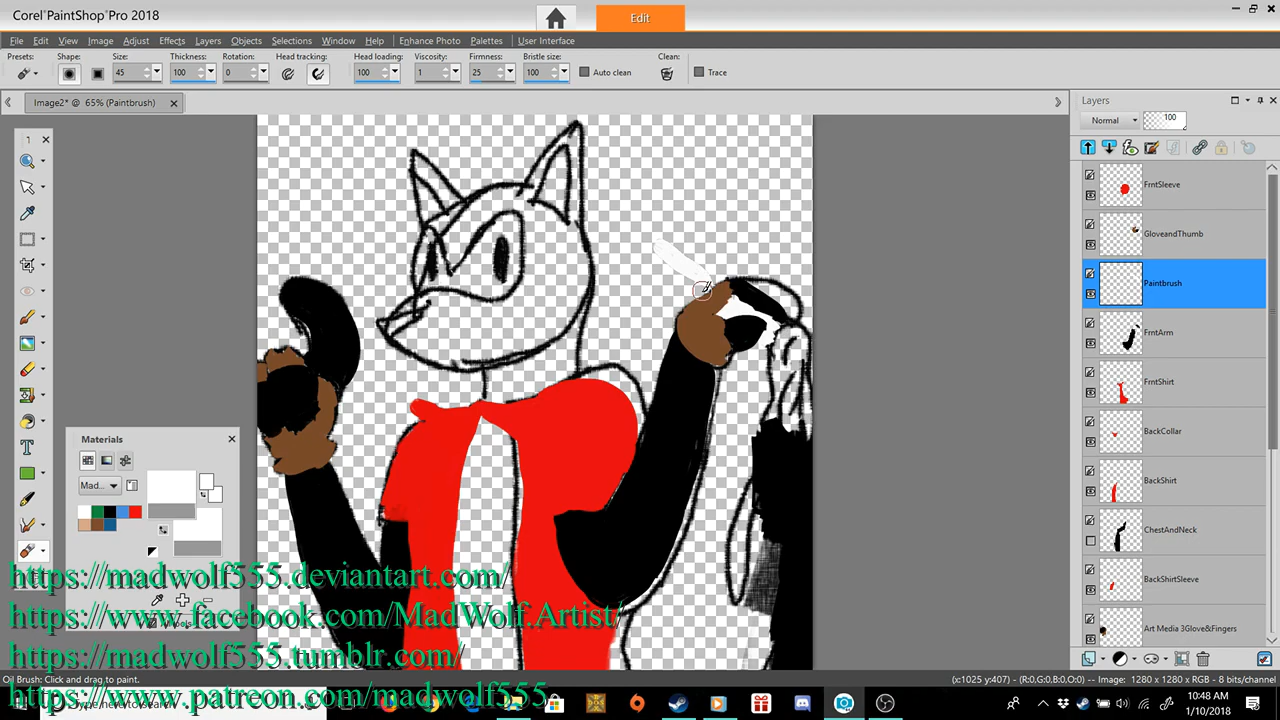 Corel PaintShop Pro 2018
Edit
File Edit View Image Adjust Effects Layers Objects Selections Window Help Enhance Photo Palettes User Interface
Presets: Shape: Size: Thickness: Rotation: Head tracking: Head loading: Viscosity: Firmness: Bristle size: Clean:
45 100 0 100 1 25 100 Auto clean Trace
Image2* @ 65% (Paintbrush)
Layers
Normal 100
1
FrntSleeve
GloveandThumb
Paintbrush
FrntArm
FrntShirt
BackCollar
BackShirt
ChestAndNeck
BackShirtSleeve
Art Media 3Glove&Fingers
Materials
Mad...
https://madwolf555.deviantart.com/
https://www.facebook.com/MadWolf.Artist/
https://madwolf555.tumblr.com/
https://www.patreon.com/madwolf555
Oil Brush: Click and drag to paint.
(x:1025 y:407) -- (R:0,G:0,B:0,O:0) -- Image: 1280 x 1280 x RGB - 8 bits/channel
10:48 AM
1/10/2018